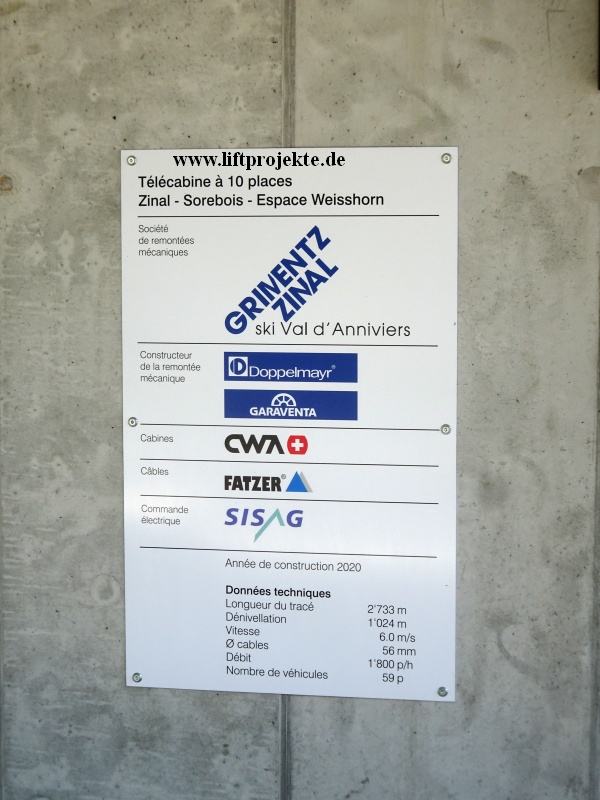 www.liftprojekte.de
Télécabine à 10 places
Zinal - Sorebois - Espace Weisshorn
Société
de remontées
mécaniques
GRIMENTZ
ZINAL
ski Val d'Anniviers
Constructeur
de la remontée
mécanique
Doppelmayr®
GARAVENTA
Cabines
CWA
Câbles
FATZER®
Commande
électrique
SISAG
Année de construction 2020
Données techniques
Longueur du tracé 2'733 m
Dénivellation 1'024 m
Vitesse 6.0 m/s
Ø cables 56 mm
Débit 1'800 p/h
Nombre de véhicules 59 p